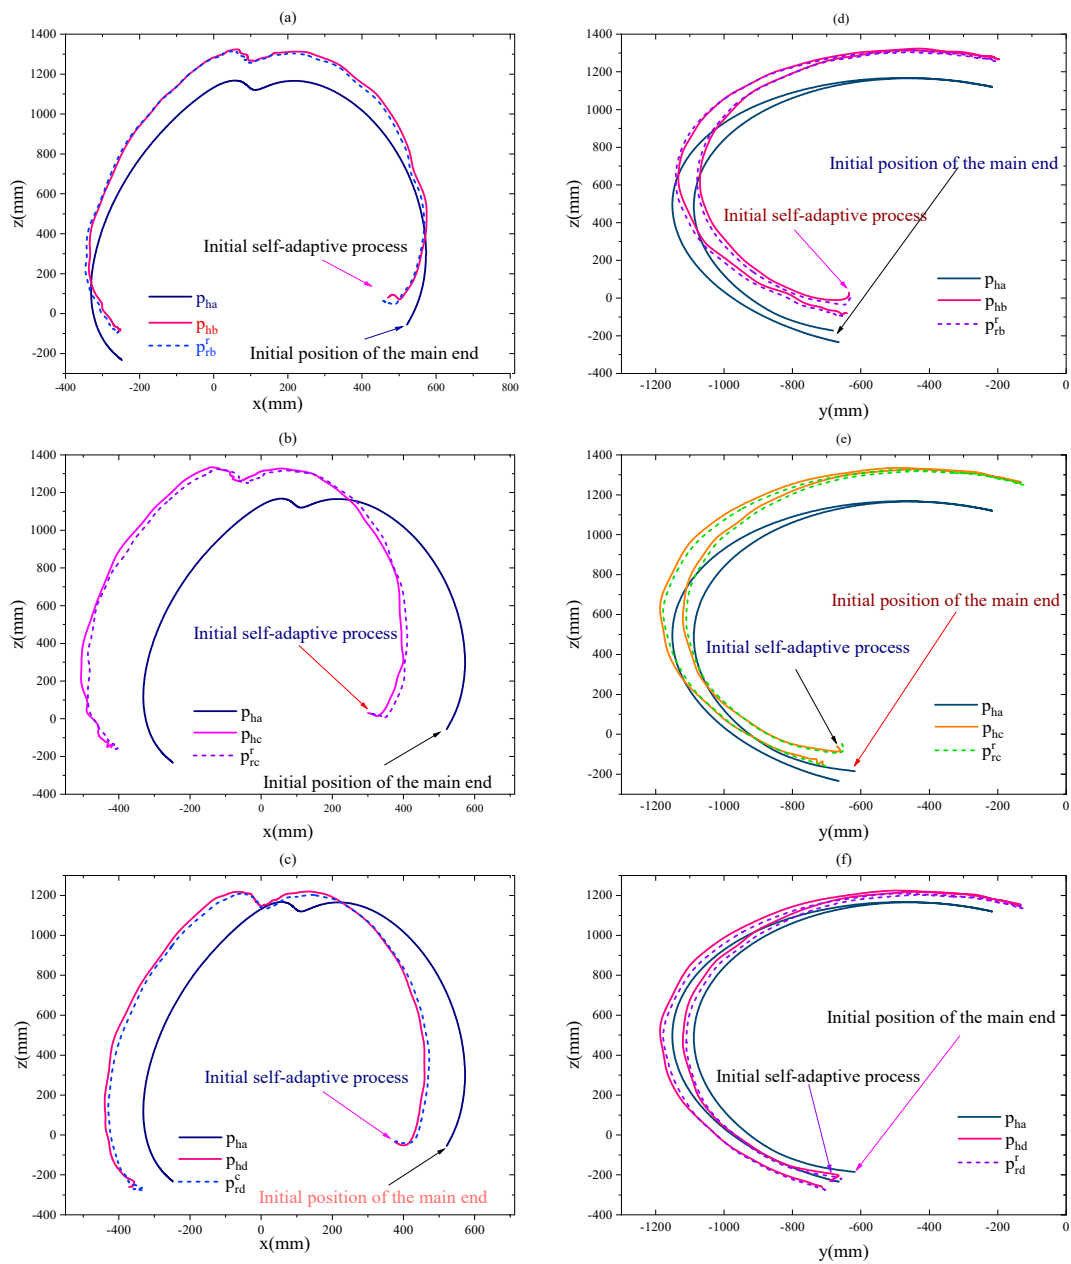 (a)
1400
1200
1000
800
600
400
200
0
-200
-400
z(mm)
Initial self-adaptive process
p_ha
p_hb
p^r_rb
Initial position of the main end
-400 -200 0 200 400 600 800
x(mm)
(d)
1400
1200
1000
800
600
400
200
0
-200
-400
z(mm)
Initial position of the main end
Initial self-adaptive process
p_ha
p_hb
p^r_rb
-1200 -1000 -800 -600 -400 -200 0
y(mm)
(b)
1400
1200
1000
800
600
400
200
0
-200
-400
z(mm)
Initial self-adaptive process
p_ha
p_hc
p^r_rc
Initial position of the main end
-400 -200 0 200 400 600
x(mm)
(e)
1400
1200
1000
800
600
400
200
0
-200
z(mm)
Initial position of the main end
Initial self-adaptive process
p_ha
p_hc
p^r_rc
-1200 -1000 -800 -600 -400 -200 0
y(mm)
(c)
1200
1000
800
600
400
200
0
-200
-400
z(mm)
Initial self-adaptive process
p_ha
p_hd
p^c_rd
Initial position of the main end
-400 -200 0 200 400 600
x(mm)
(f)
1200
1000
800
600
400
200
0
-200
-400
z(mm)
Initial position of the main end
Initial self-adaptive process
p_ha
p_hd
p^r_rd
-1200 -1000 -800 -600 -400 -200 0
y(mm)